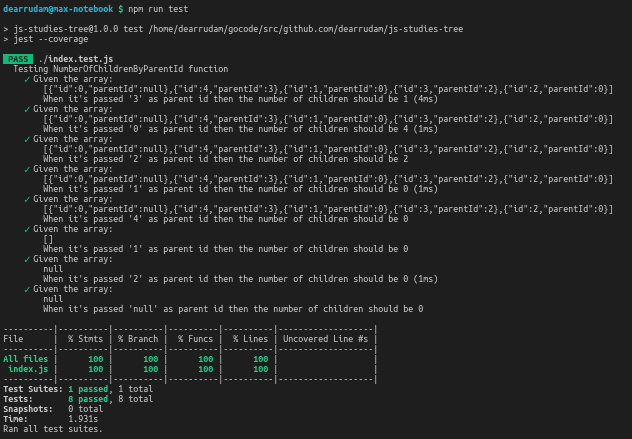 dearrudam@max-notebook $ npm run test
> js-studies-tree@1.0.0 test /home/dearrudam/gocode/src/github.com/dearrudam/js-studies-tree
> jest --coverage
PASS ./index.test.js
Testing NumberOfChildrenByParentId function
✓ Given the array:
[{"id":0,"parentId":null},{"id":4,"parentId":3},{"id":1,"parentId":0},{"id":3,"parentId":2},{"id":2,"parentId":0}]
When it's passed '3' as parent id then the number of children should be 1 (4ms)
✓ Given the array:
[{"id":0,"parentId":null},{"id":4,"parentId":3},{"id":1,"parentId":0},{"id":3,"parentId":2},{"id":2,"parentId":0}]
When it's passed '0' as parent id then the number of children should be 4 (1ms)
✓ Given the array:
[{"id":0,"parentId":null},{"id":4,"parentId":3},{"id":1,"parentId":0},{"id":3,"parentId":2},{"id":2,"parentId":0}]
When it's passed '2' as parent id then the number of children should be 2
✓ Given the array:
[{"id":0,"parentId":null},{"id":4,"parentId":3},{"id":1,"parentId":0},{"id":3,"parentId":2},{"id":2,"parentId":0}]
When it's passed '1' as parent id then the number of children should be 0 (1ms)
✓ Given the array:
[{"id":0,"parentId":null},{"id":4,"parentId":3},{"id":1,"parentId":0},{"id":3,"parentId":2},{"id":2,"parentId":0}]
When it's passed '4' as parent id then the number of children should be 0
✓ Given the array:
[]
When it's passed '1' as parent id then the number of children should be 0
✓ Given the array:
null
When it's passed '2' as parent id then the number of children should be 0 (1ms)
✓ Given the array:
null
When it's passed 'null' as parent id then the number of children should be 0
----------|----------|----------|----------|----------|-------------------|
File      |  % Stmts | % Branch |  % Funcs |  % Lines | Uncovered Line #s |
----------|----------|----------|----------|----------|-------------------|
All files |      100 |      100 |      100 |      100 |                   |
 index.js |      100 |      100 |      100 |      100 |                   |
----------|----------|----------|----------|----------|-------------------|
Test Suites: 1 passed, 1 total
Tests:       8 passed, 8 total
Snapshots:   0 total
Time:        1.931s
Ran all test suites.